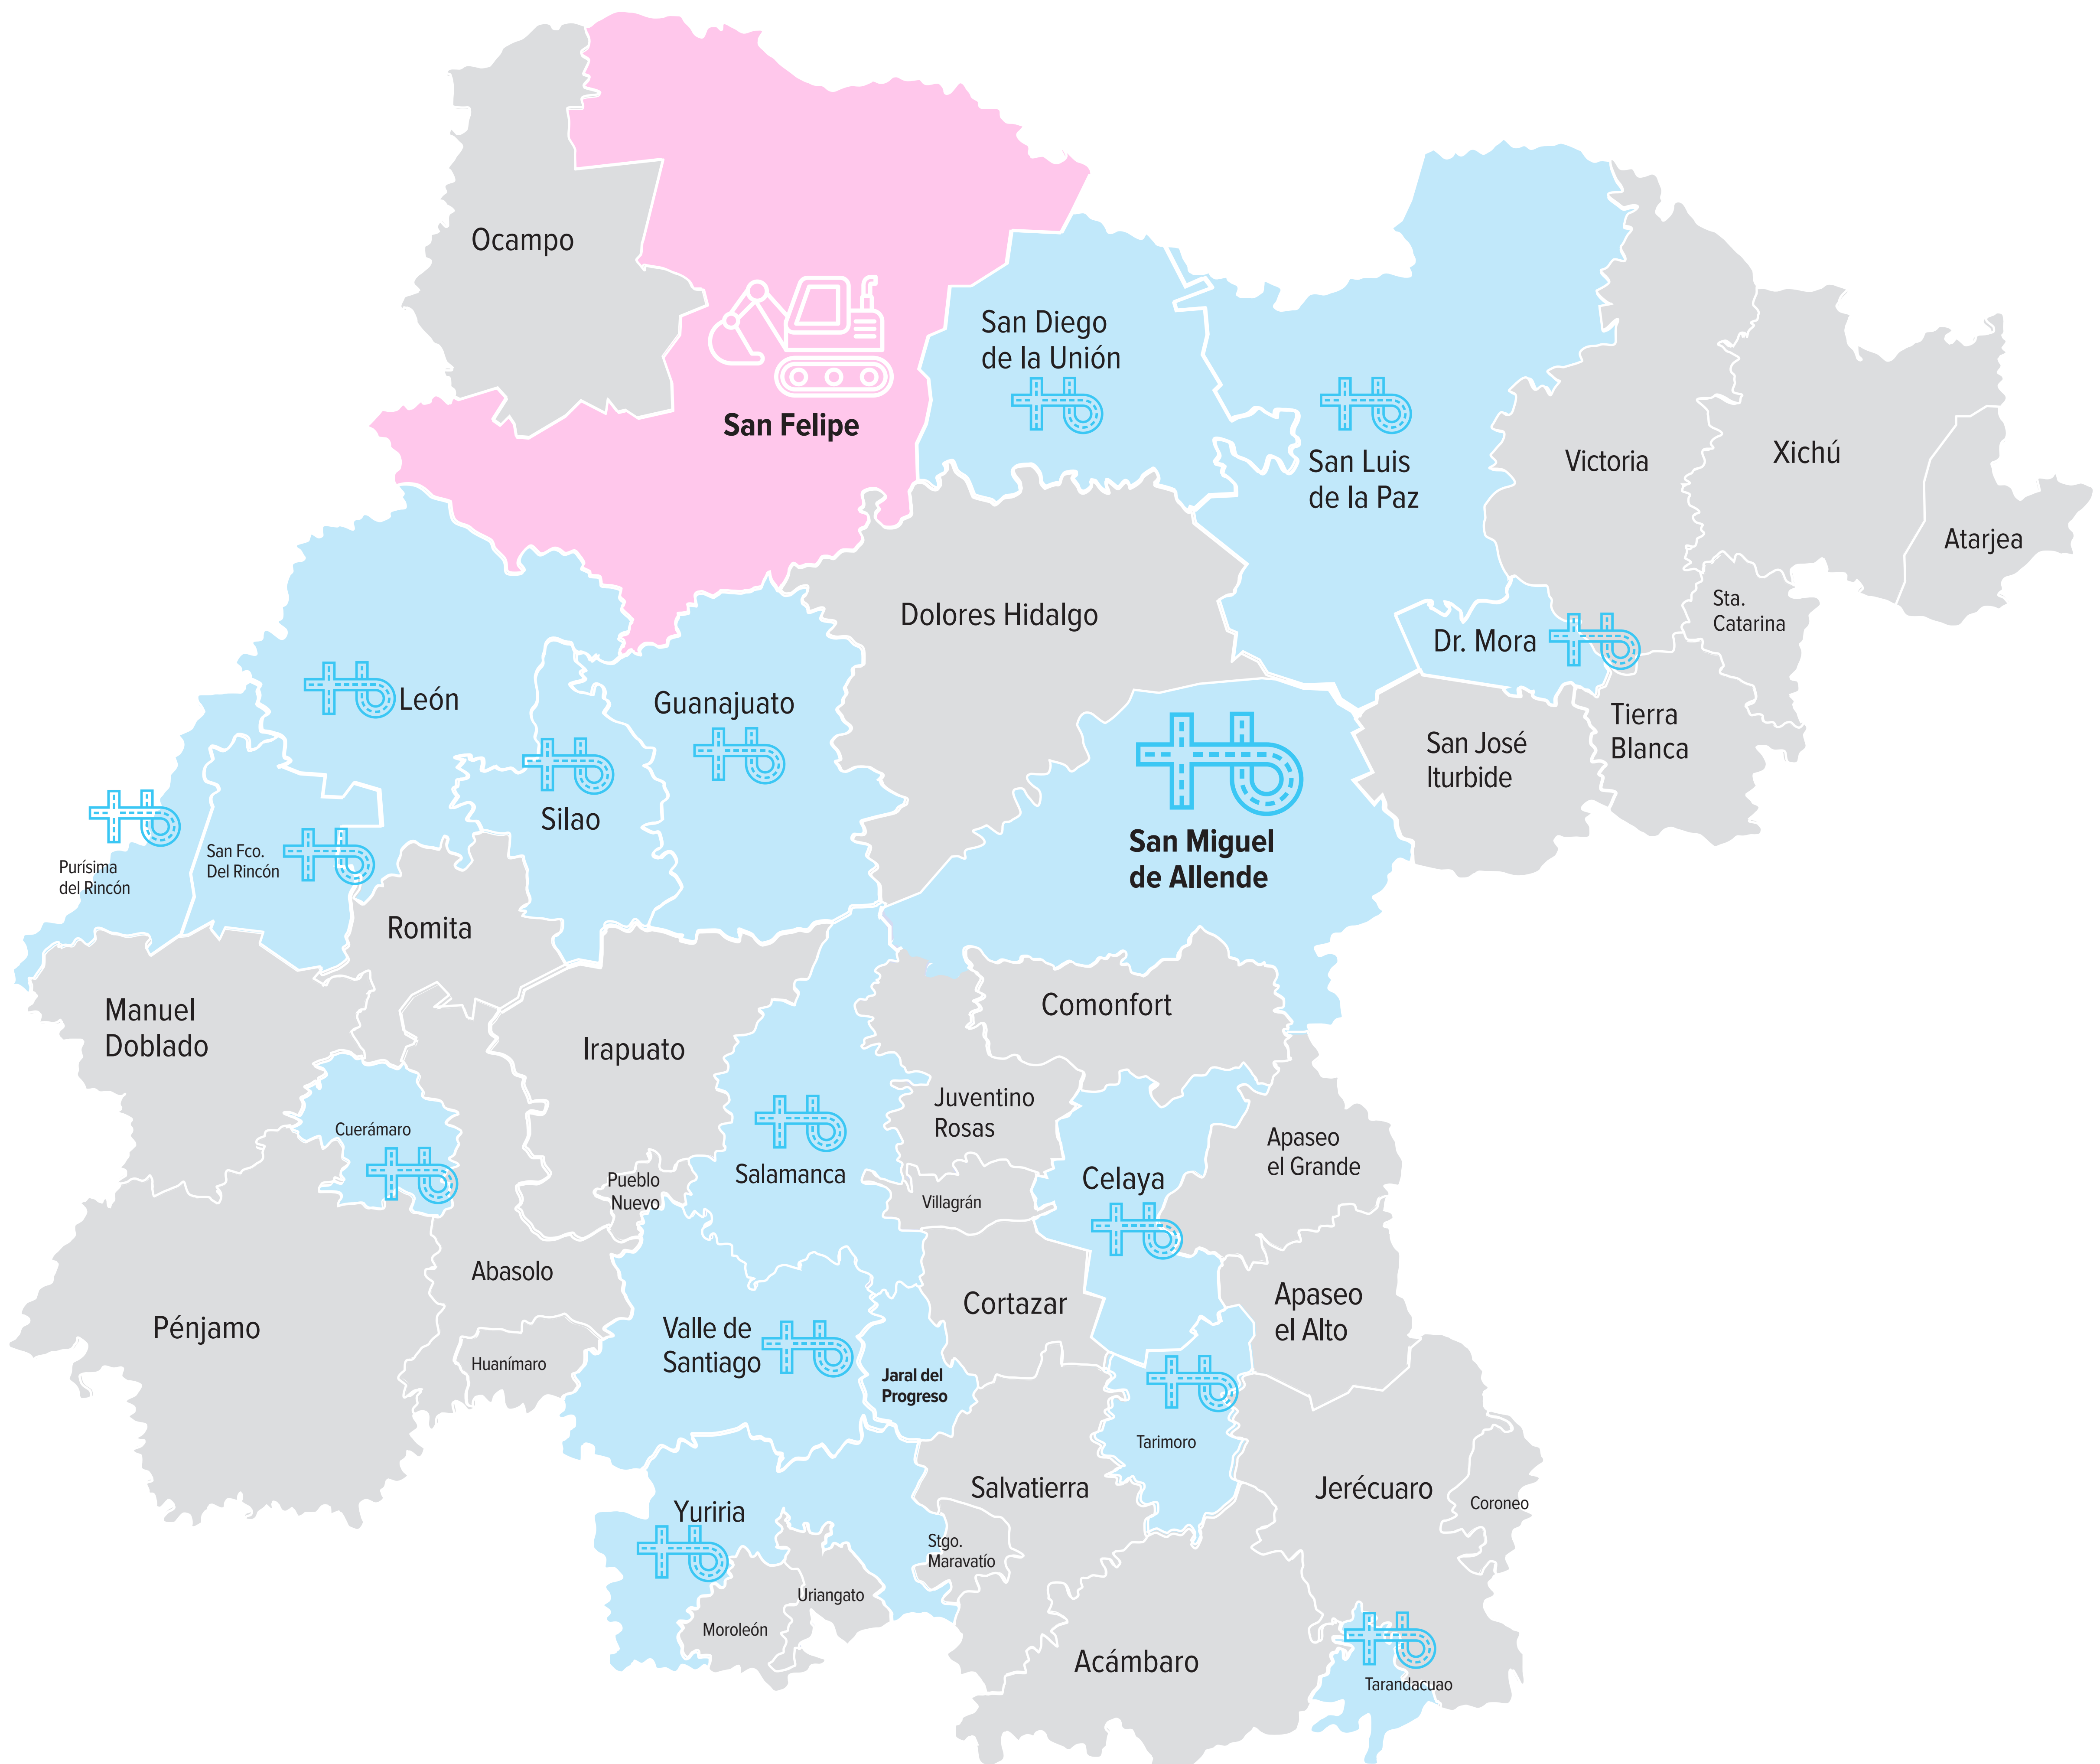 Ocampo
San Felipe
San Diego
de la Unión
San Luis
de la Paz
Victoria
Xichú
Atarjea
Sta.
Catarina
Dolores Hidalgo
Dr. Mora
León
Guanajuato
Silao
San Miguel
de Allende
San José
Iturbide
Tierra
Blanca
Purísima
del Rincón
San Fco.
Del Rincón
Romita
Manuel
Doblado
Irapuato
Comonfort
Cuerámaro
Juventino
Rosas
Salamanca
Pueblo
Nuevo
Villagrán
Celaya
Apaseo
el Grande
Abasolo
Pénjamo
Huanímaro
Valle de
Santiago
Jaral del
Progreso
Cortazar
Apaseo
el Alto
Tarimoro
Yuriria
Salvatierra
Jerécuaro
Coroneo
Stgo.
Maravatío
Uriangato
Moroleón
Acámbaro
Tarandacuao